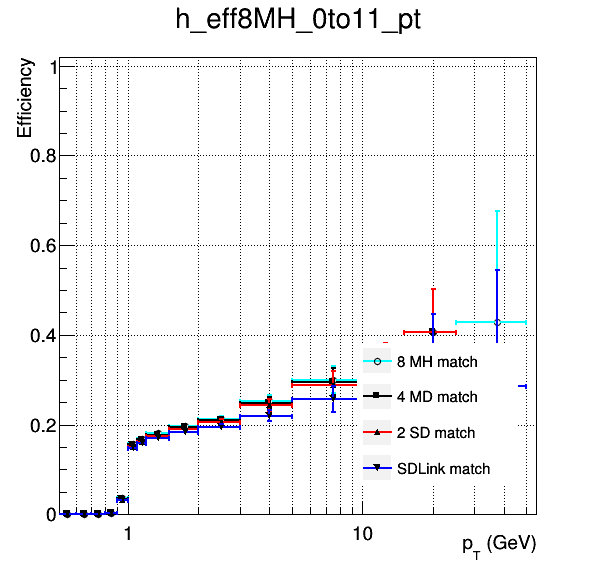 h_eff8MH_0to11_pt
Efficiency
1
0.8
0.6
0.4
0.2
0
8 MH match
4 MD match
2 SD match
SDLink match
1
10
p_T (GeV)